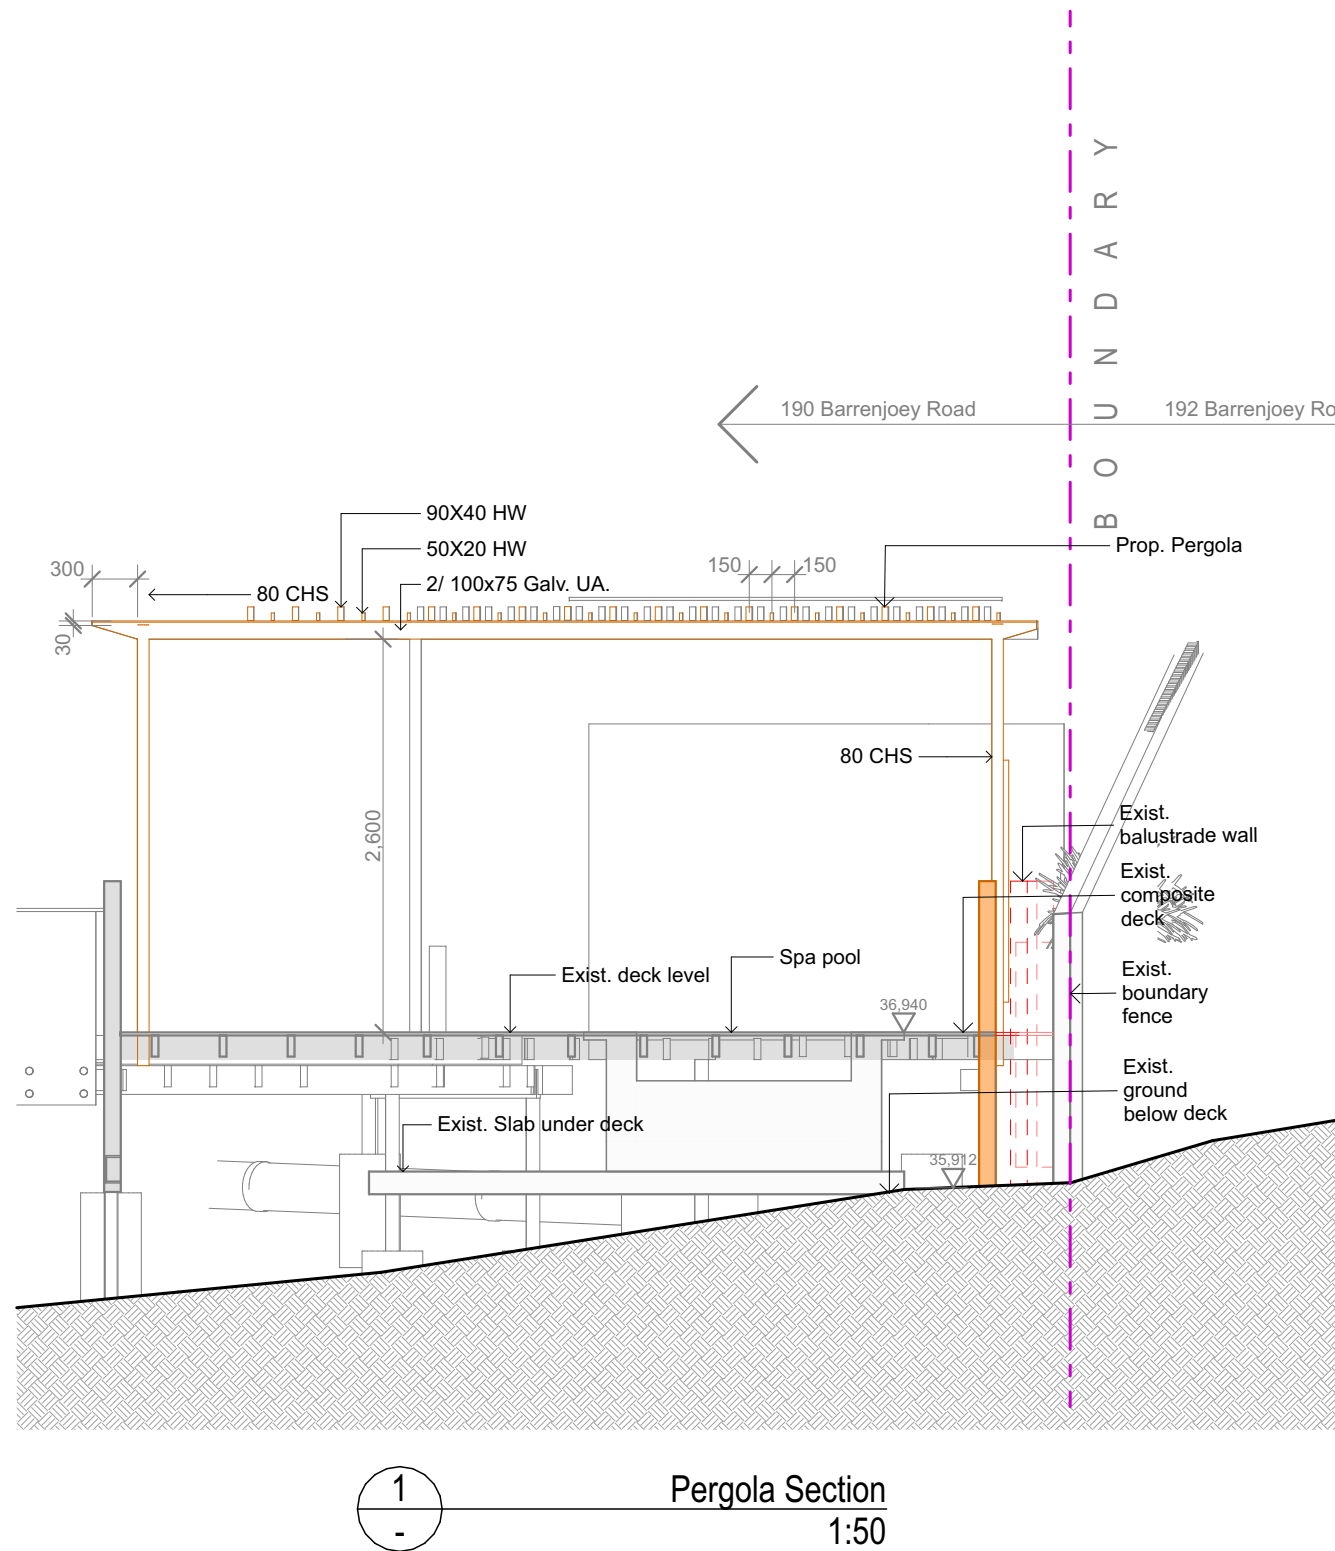 BOUNDARY
190 Barrenjoey Road
192 Barrenjoey Ro
90X40 HW
50X20 HW
2/ 100x75 Galv. UA.
80 CHS
300
30
150
150
Prop. Pergola
2,600
80 CHS
Exist.
balustrade wall
Exist.
composite
deck
Spa pool
Exist. deck level
36,940
Exist.
boundary
fence
Exist.
ground
below deck
Exist. Slab under deck
35,912
1
-
Pergola Section
1:50